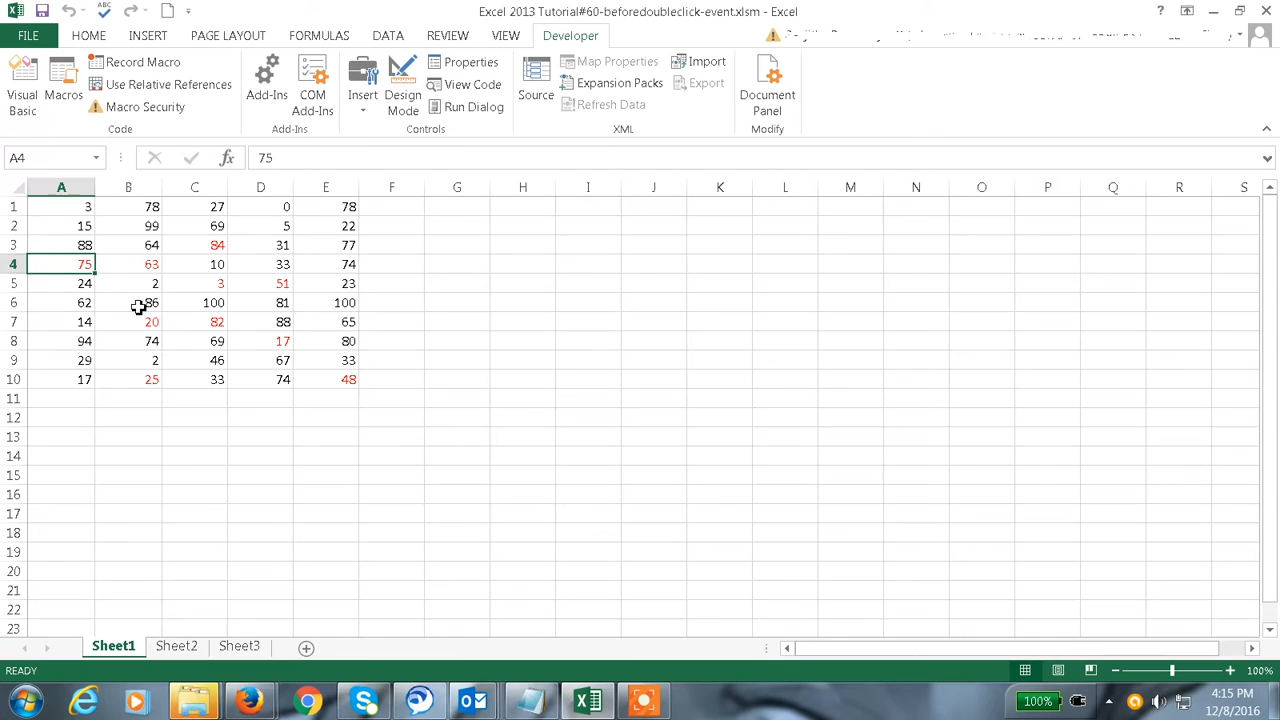 Excel 2013 Tutorial#60-beforedoubleclick-event.xlsm - Excel
FILE HOME INSERT PAGE LAYOUT FORMULAS DATA REVIEW VIEW Developer
Visual Basic
Macros
Record Macro
Use Relative References
Macro Security
Code
Add-Ins
COM Add-Ins
Add-Ins
Insert
Design Mode
Properties
View Code
Run Dialog
Controls
Source
Map Properties
Expansion Packs
Refresh Data
Import
Export
XML
Document Panel
Modify
A4 fx 75
A B C D E F G H I J K L M N O P Q R S
1 3 78 27 0 78
2 15 99 69 5 22
3 88 64 84 31 77
4 75 63 10 33 74
5 24 2 3 51 23
6 62 86 100 81 100
7 14 20 82 88 65
8 94 74 69 17 80
9 29 2 46 67 33
10 17 25 33 74 48
11
12
13
14
15
16
17
18
19
20
21
22
23
Sheet1 Sheet2 Sheet3
READY 100%
100% 4:15 PM
12/8/2016